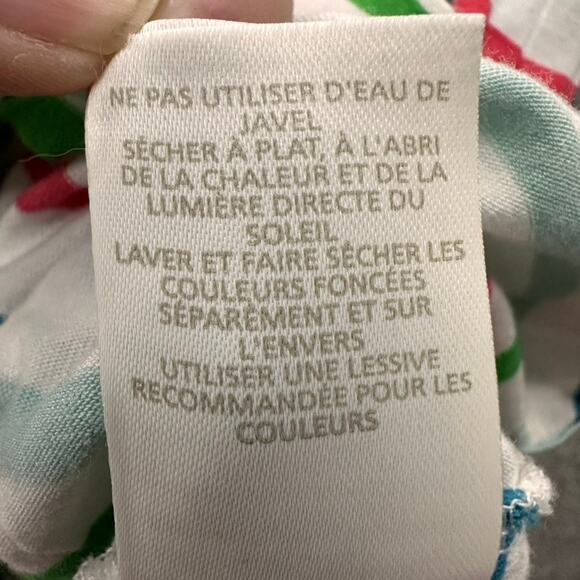 NE PAS UTILISER D'EAU DE
JAVEL
SÉCHER À PLAT, À L'ABRI
DE LA CHALEUR ET DE LA
LUMIÈRE DIRECTE DU
SOLEIL
LAVER ET FAIRE SÉCHER LES
COULEURS FONCÉES
SÉPARÈMENT ET SUR
L'ENVERS
UTILISER UNE LESSIVE
RECOMMANDÉE POUR LES
COULEURS